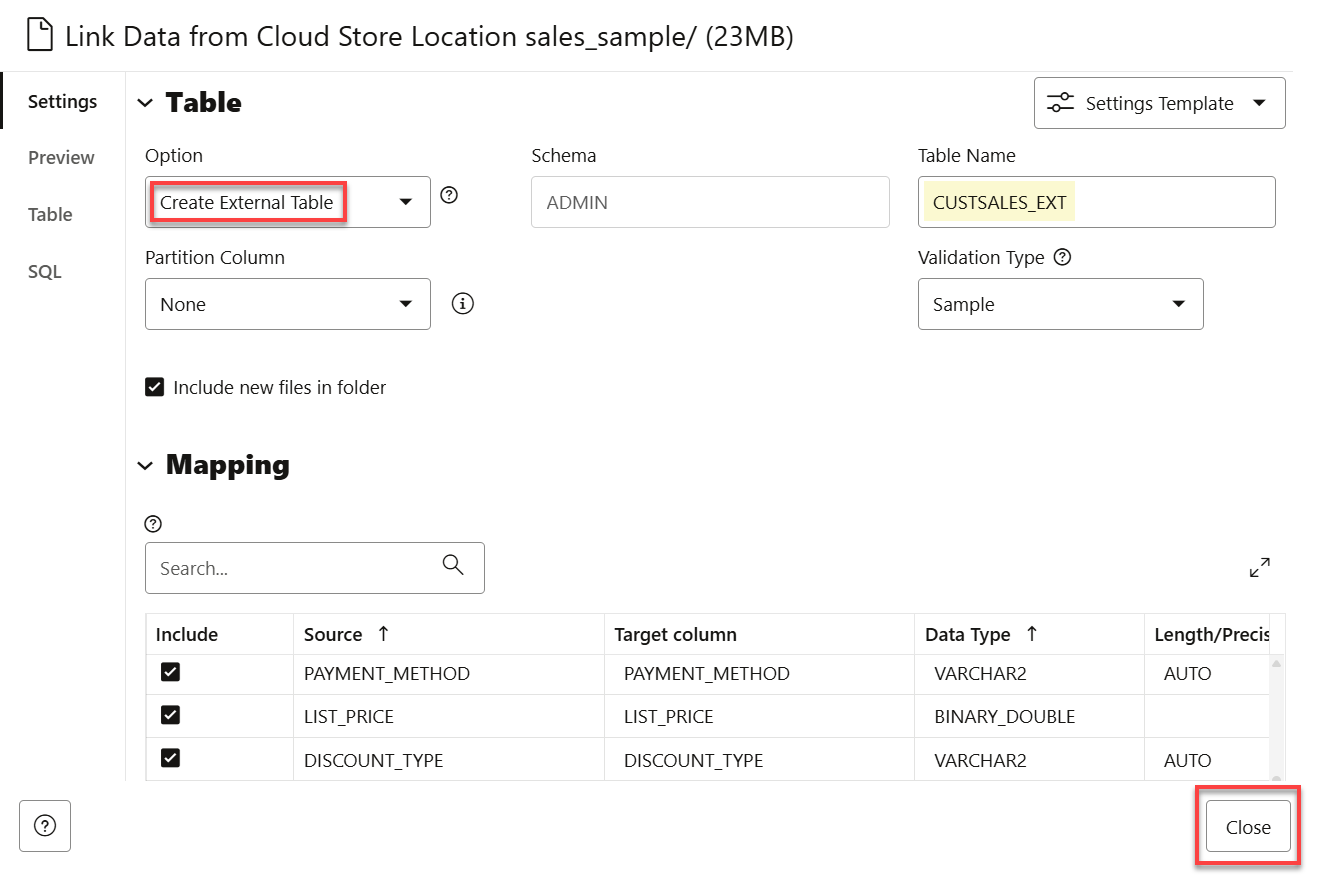 Link Data from Cloud Store Location sales_sample/ (23MB)
Settings
Preview
Table
SQL
Table
Settings Template
Option
Schema
Table Name
Create External Table
ADMIN
CUSTSALES_EXT
Partition Column
Validation Type
None
Sample
Include new files in folder
Mapping
Search...
Include Source Target column Data Type Length/Precis
PAYMENT_METHOD PAYMENT_METHOD VARCHAR2 AUTO
LIST_PRICE LIST_PRICE BINARY_DOUBLE
DISCOUNT_TYPE DISCOUNT_TYPE VARCHAR2 AUTO
Close